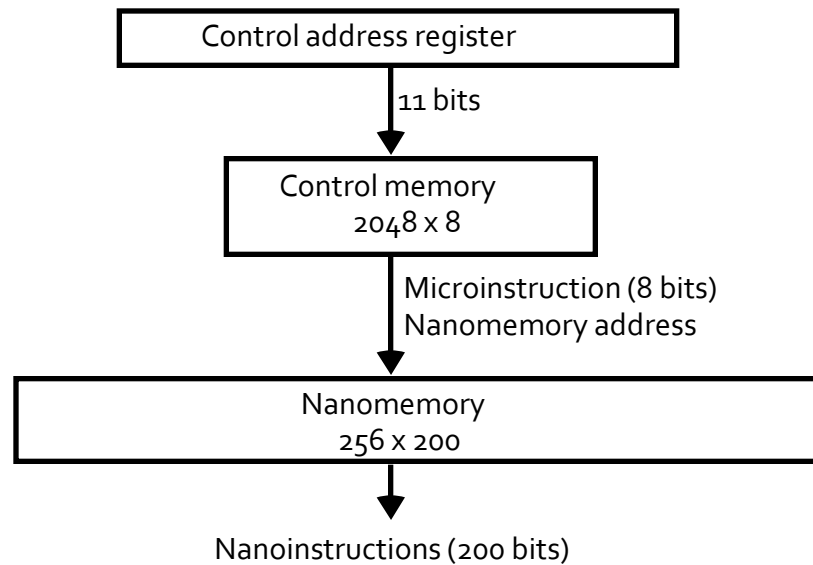 Control address register
11 bits
Control memory
2048 x 8
Microinstruction (8 bits)
Nanomemory address
Nanomemory
256 x 200
Nanoinstructions (200 bits)